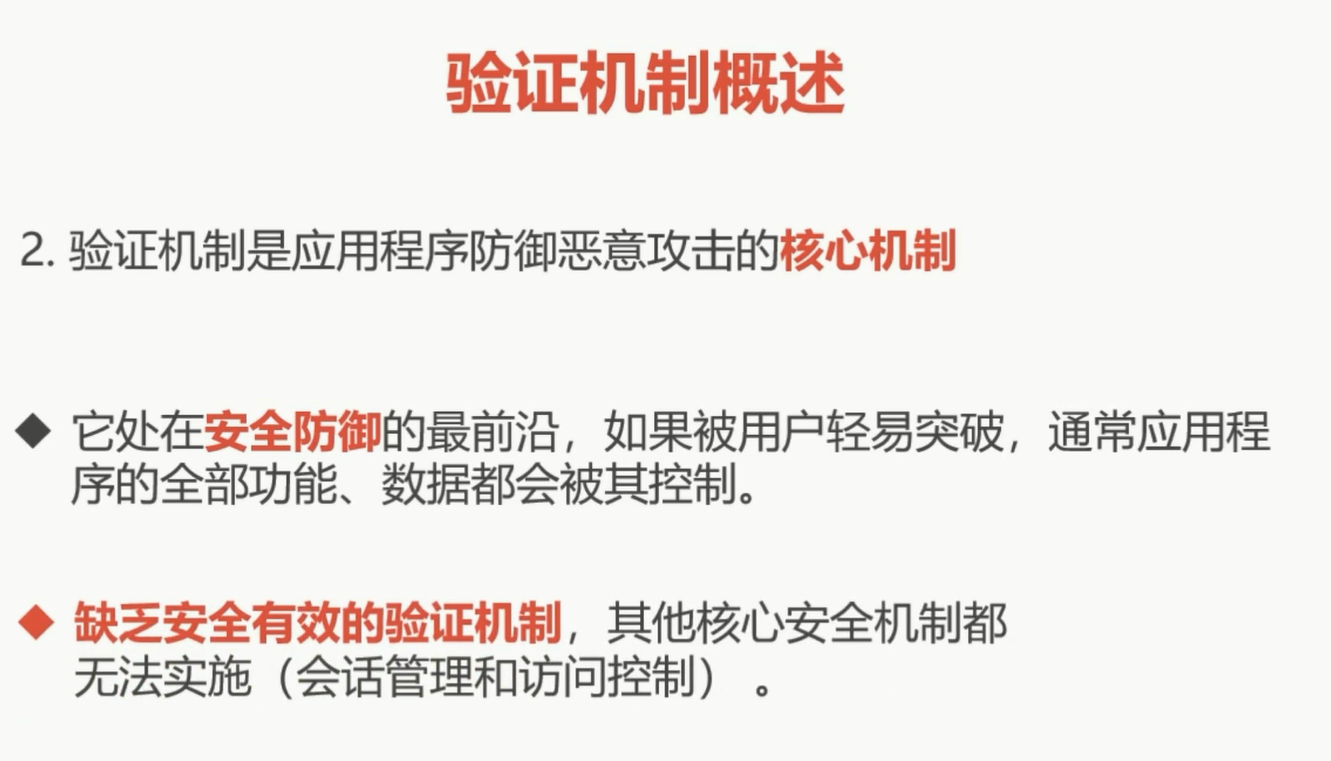 验证机制概述
2. 验证机制是应用程序防御恶意攻击的核心机制
◆ 它处在安全防御的最前沿，如果被用户轻易突破，通常应用程
序的全部功能、数据都会被其控制。
◆ 缺乏安全有效的验证机制，其他核心安全机制都
无法实施（会话管理和访问控制） 。